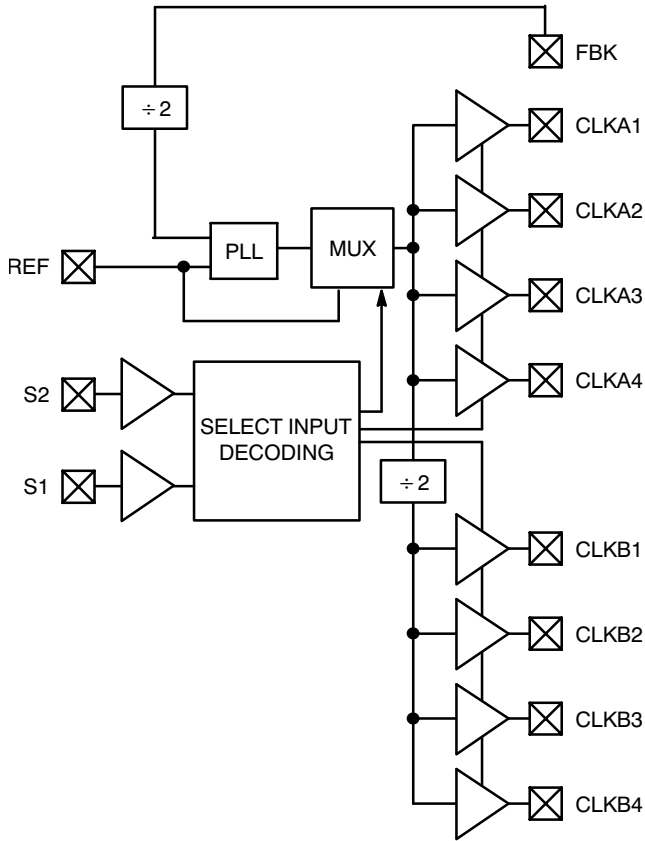 FBK
÷2
CLKA1
CLKA2
PLL
MUX
REF
CLKA3
CLKA4
S2
SELECT INPUT
DECODING
S1
÷2
CLKB1
CLKB2
CLKB3
CLKB4